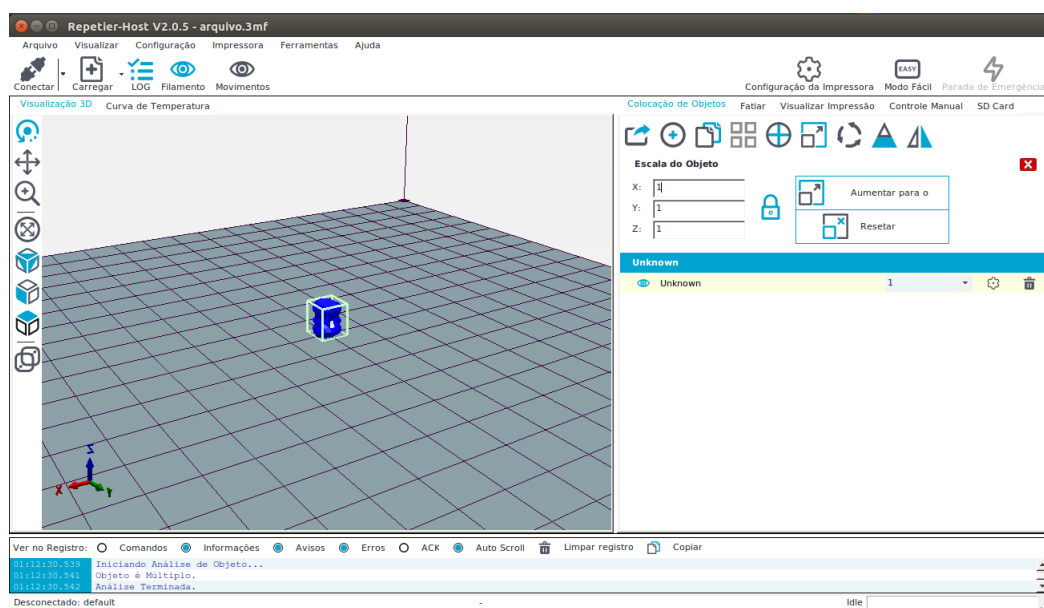 Repetier-Host V2.0.5 - arquivo.3mf
Arquivo Visualizar Configuração Impressora Ferramentas Ajuda
Conectar Carregar LOG Filamento Movimentos Configuração da Impressora EASY Modo Fácil Parada de Emergência
Visualização 3D Curva de Temperatura Colocação de Objetos Fatiar Visualizar Impressão Controle Manual SD Card
Escala do Objeto
X: 1
Y: 1
Z: 1
Aumentar para o
Resetar
Unknown
Unknown 1
Z
X Y
Ver no Registro: Comandos Informações Avisos Erros ACK Auto Scroll Limpar registro Copiar
01:12:30.539 Iniciando Análise de Objeto...
01:12:30.541 Objeto é Múltiplo.
01:12:30.542 Análise Terminada.
Desconectado: default - Idle